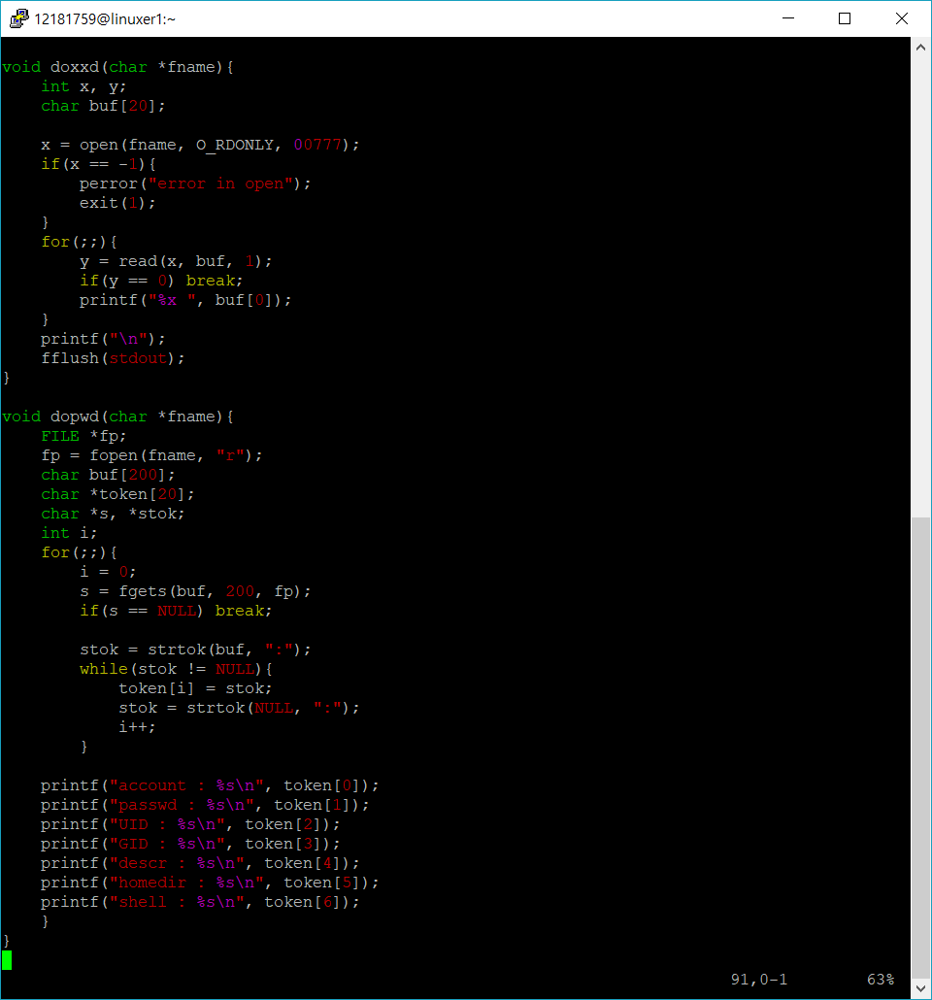 12181759@linuxer1:~
void doxxd(char *fname){
    int x, y;
    char buf[20];

    x = open(fname, O_RDONLY, 00777);
    if(x == -1){
        perror("error in open");
        exit(1);
    }
    for(;;){
        y = read(x, buf, 1);
        if(y == 0) break;
        printf("%x ", buf[0]);
    }
    printf("\n");
    fflush(stdout);
}

void dopwd(char *fname){
    FILE *fp;
    fp = fopen(fname, "r");
    char buf[200];
    char *token[20];
    char *s, *stok;
    int i;
    for(;;){
        i = 0;
        s = fgets(buf, 200, fp);
        if(s == NULL) break;

        stok = strtok(buf, ":");
        while(stok != NULL){
            token[i] = stok;
            stok = strtok(NULL, ":");
            i++;
        }

    printf("account : %s\n", token[0]);
    printf("passwd : %s\n", token[1]);
    printf("UID : %s\n", token[2]);
    printf("GID : %s\n", token[3]);
    printf("descr : %s\n", token[4]);
    printf("homedir : %s\n", token[5]);
    printf("shell : %s\n", token[6]);
    }
}
91,0-1 63%